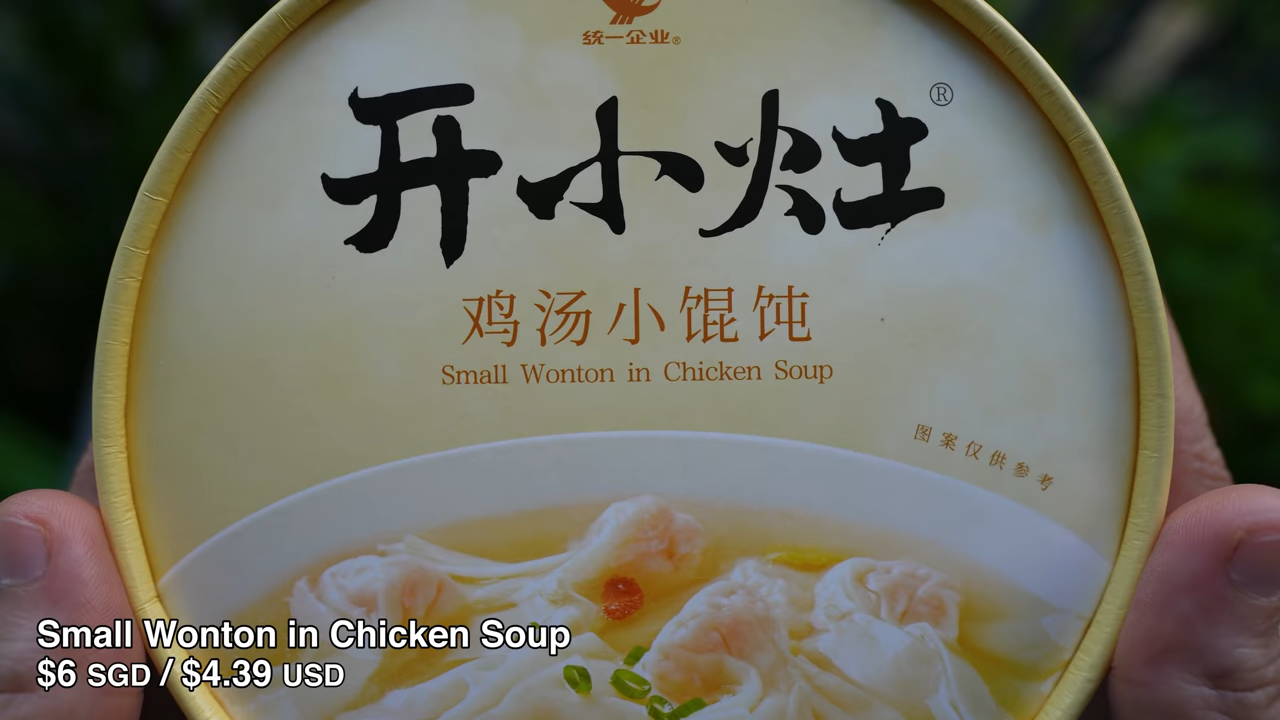 统一企业®
开小灶®
鸡汤小馄饨
Small Wonton in Chicken Soup
图案仅供参考
Small Wonton in Chicken Soup
$6 SGD / $4.39 USD